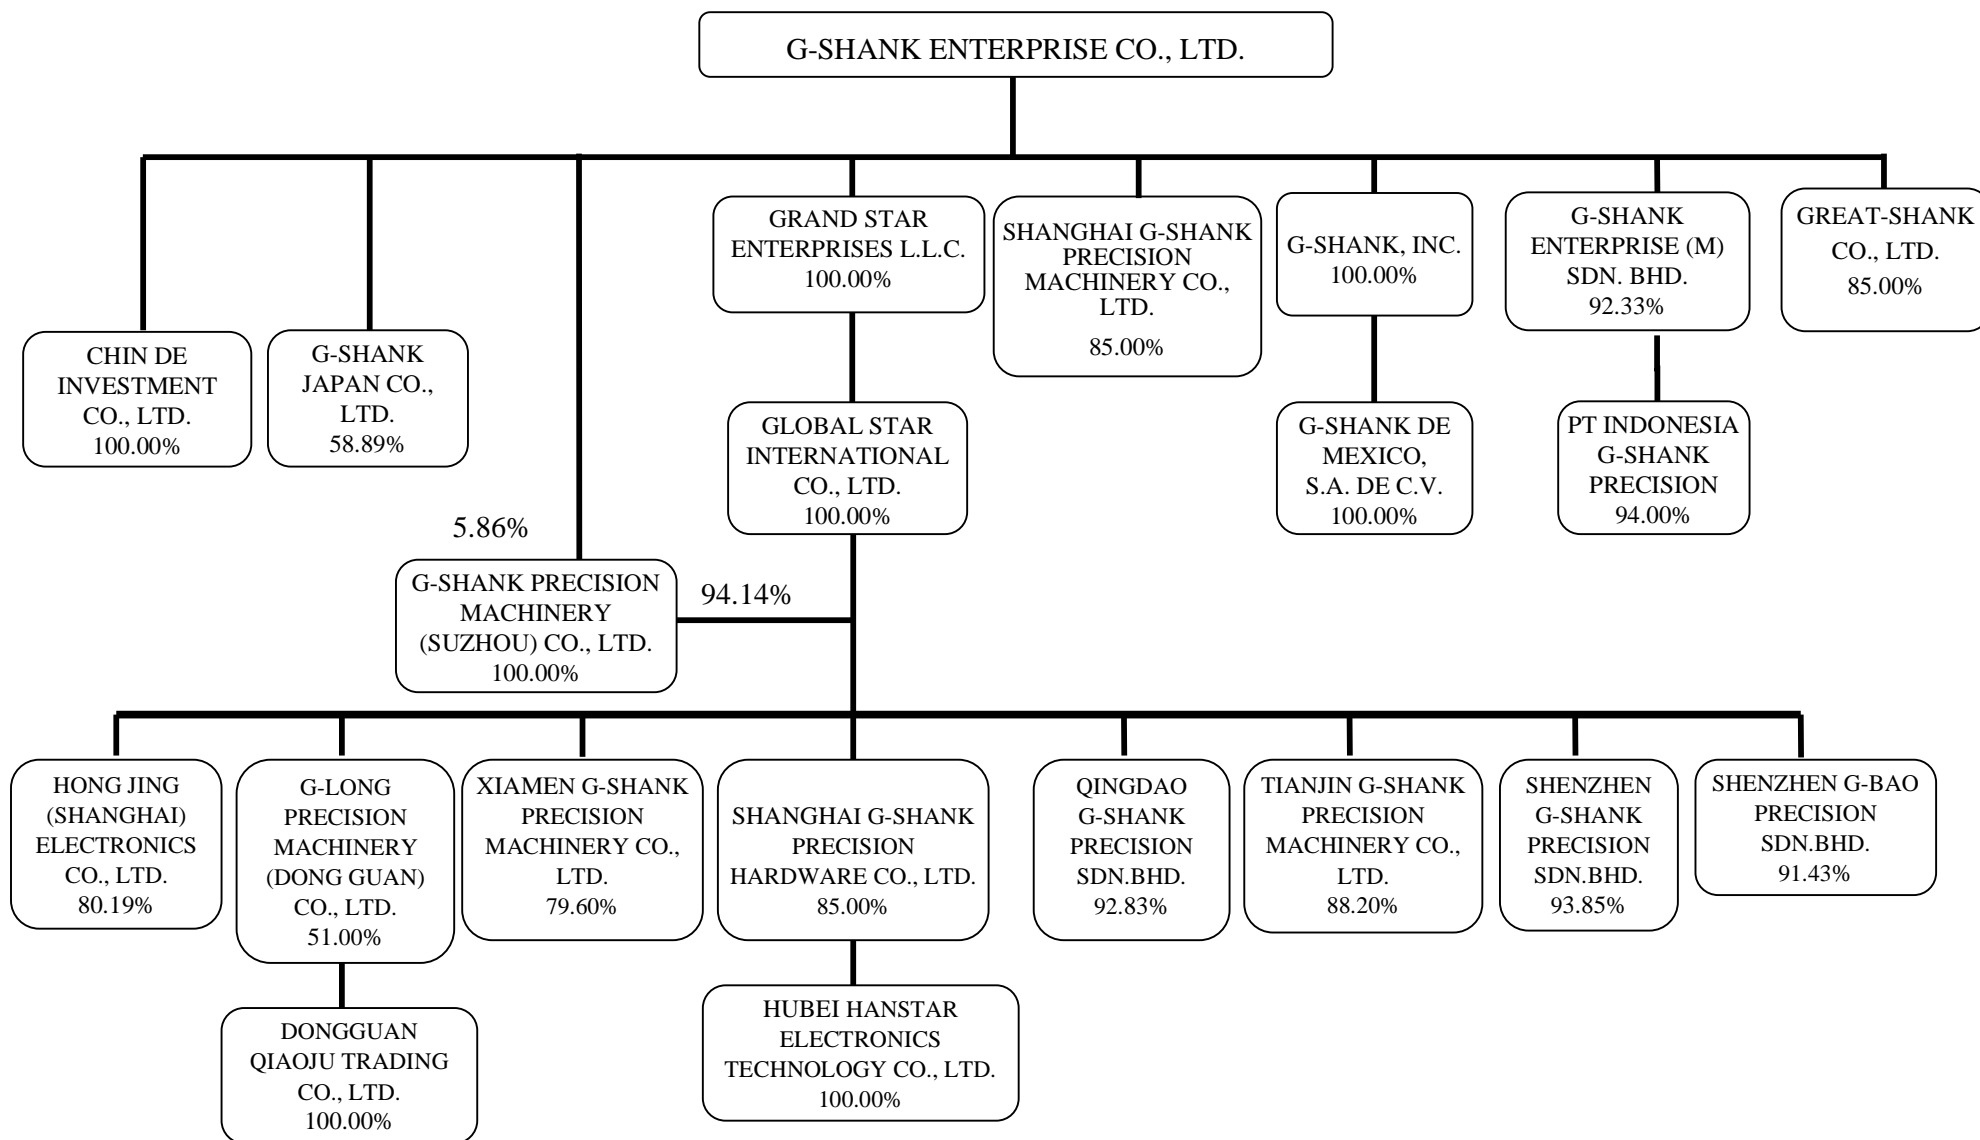 G-SHANK ENTERPRISE CO., LTD.
GRAND STAR
ENTERPRISES L.L.C.
100.00%
SHANGHAI G-SHANK
PRECISION
MACHINERY CO.,
LTD.
85.00%
G-SHANK, INC.
100.00%
G-SHANK
ENTERPRISE (M)
SDN. BHD.
92.33%
GREAT-SHANK
CO., LTD.
85.00%
CHIN DE
INVESTMENT
CO., LTD.
100.00%
G-SHANK
JAPAN CO.,
LTD.
58.89%
GLOBAL STAR
INTERNATIONAL
CO., LTD.
100.00%
G-SHANK DE
MEXICO,
S.A. DE C.V.
100.00%
PT INDONESIA
G-SHANK
PRECISION
94.00%
5.86%
G-SHANK PRECISION
MACHINERY
(SUZHOU) CO., LTD.
100.00%
94.14%
HONG JING
(SHANGHAI)
ELECTRONICS
CO., LTD.
80.19%
G-LONG
PRECISION
MACHINERY
(DONG GUAN)
CO., LTD.
51.00%
XIAMEN G-SHANK
PRECISION
MACHINERY CO.,
LTD.
79.60%
SHANGHAI G-SHANK
PRECISION
HARDWARE CO., LTD.
85.00%
QINGDAO
G-SHANK
PRECISION
SDN.BHD.
92.83%
TIANJIN G-SHANK
PRECISION
MACHINERY CO.,
LTD.
88.20%
SHENZHEN
G-SHANK
PRECISION
SDN.BHD.
93.85%
SHENZHEN G-BAO
PRECISION
SDN.BHD.
91.43%
DONGGUAN
QIAOJU TRADING
CO., LTD.
100.00%
HUBEI HANSTAR
ELECTRONICS
TECHNOLOGY CO., LTD.
100.00%